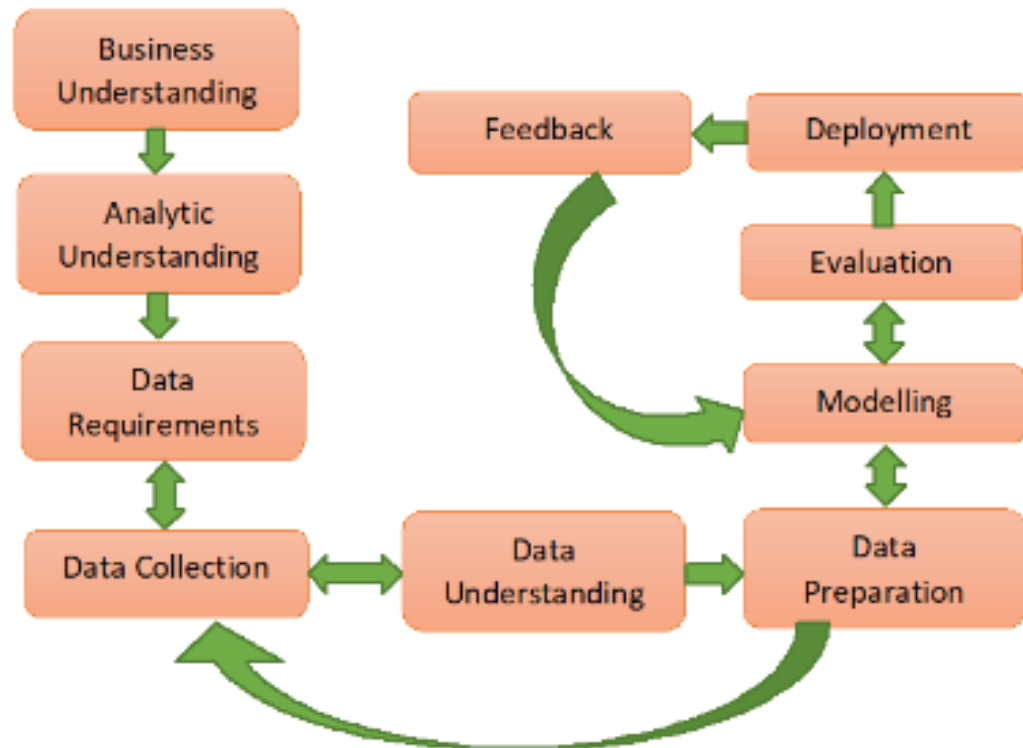 Business
Understanding
Analytic
Understanding
Data
Requirements
Data Collection
Data
Understanding
Data
Preparation
Modelling
Evaluation
Deployment
Feedback